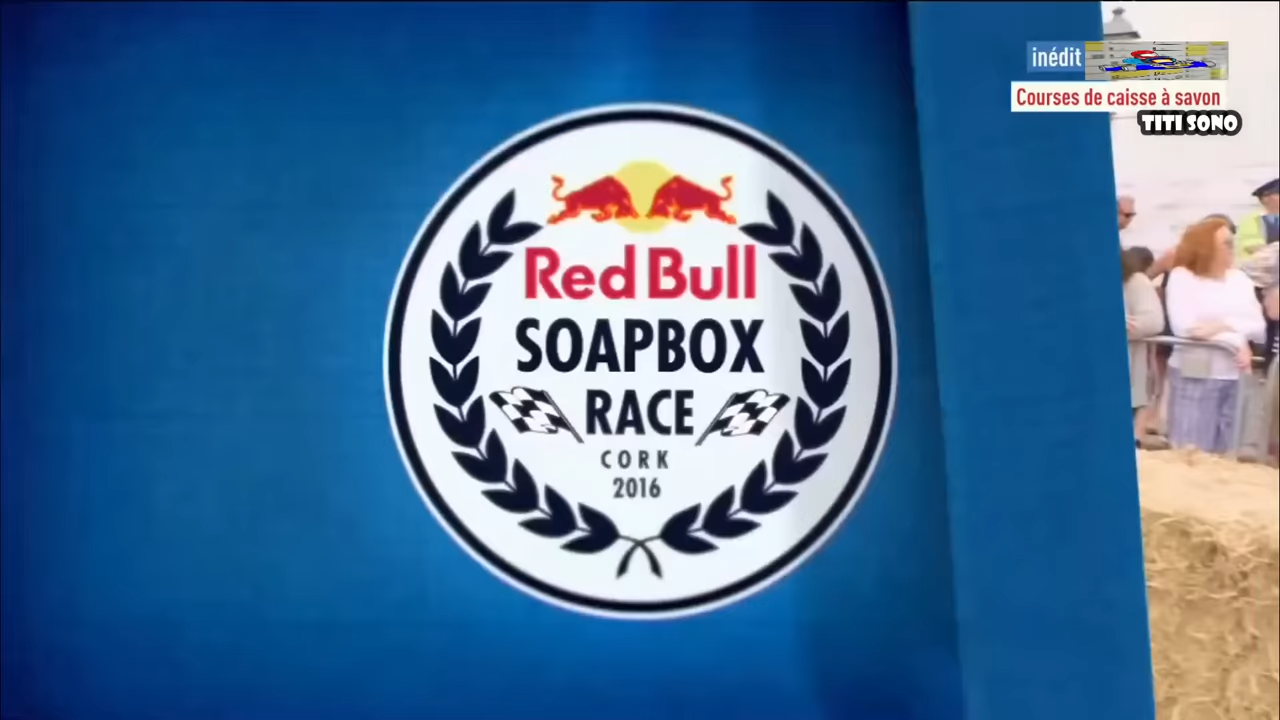 inédit
Courses de caisse à savon
TITI SONO
Red Bull
SOAPBOX
RACE
CORK
2016